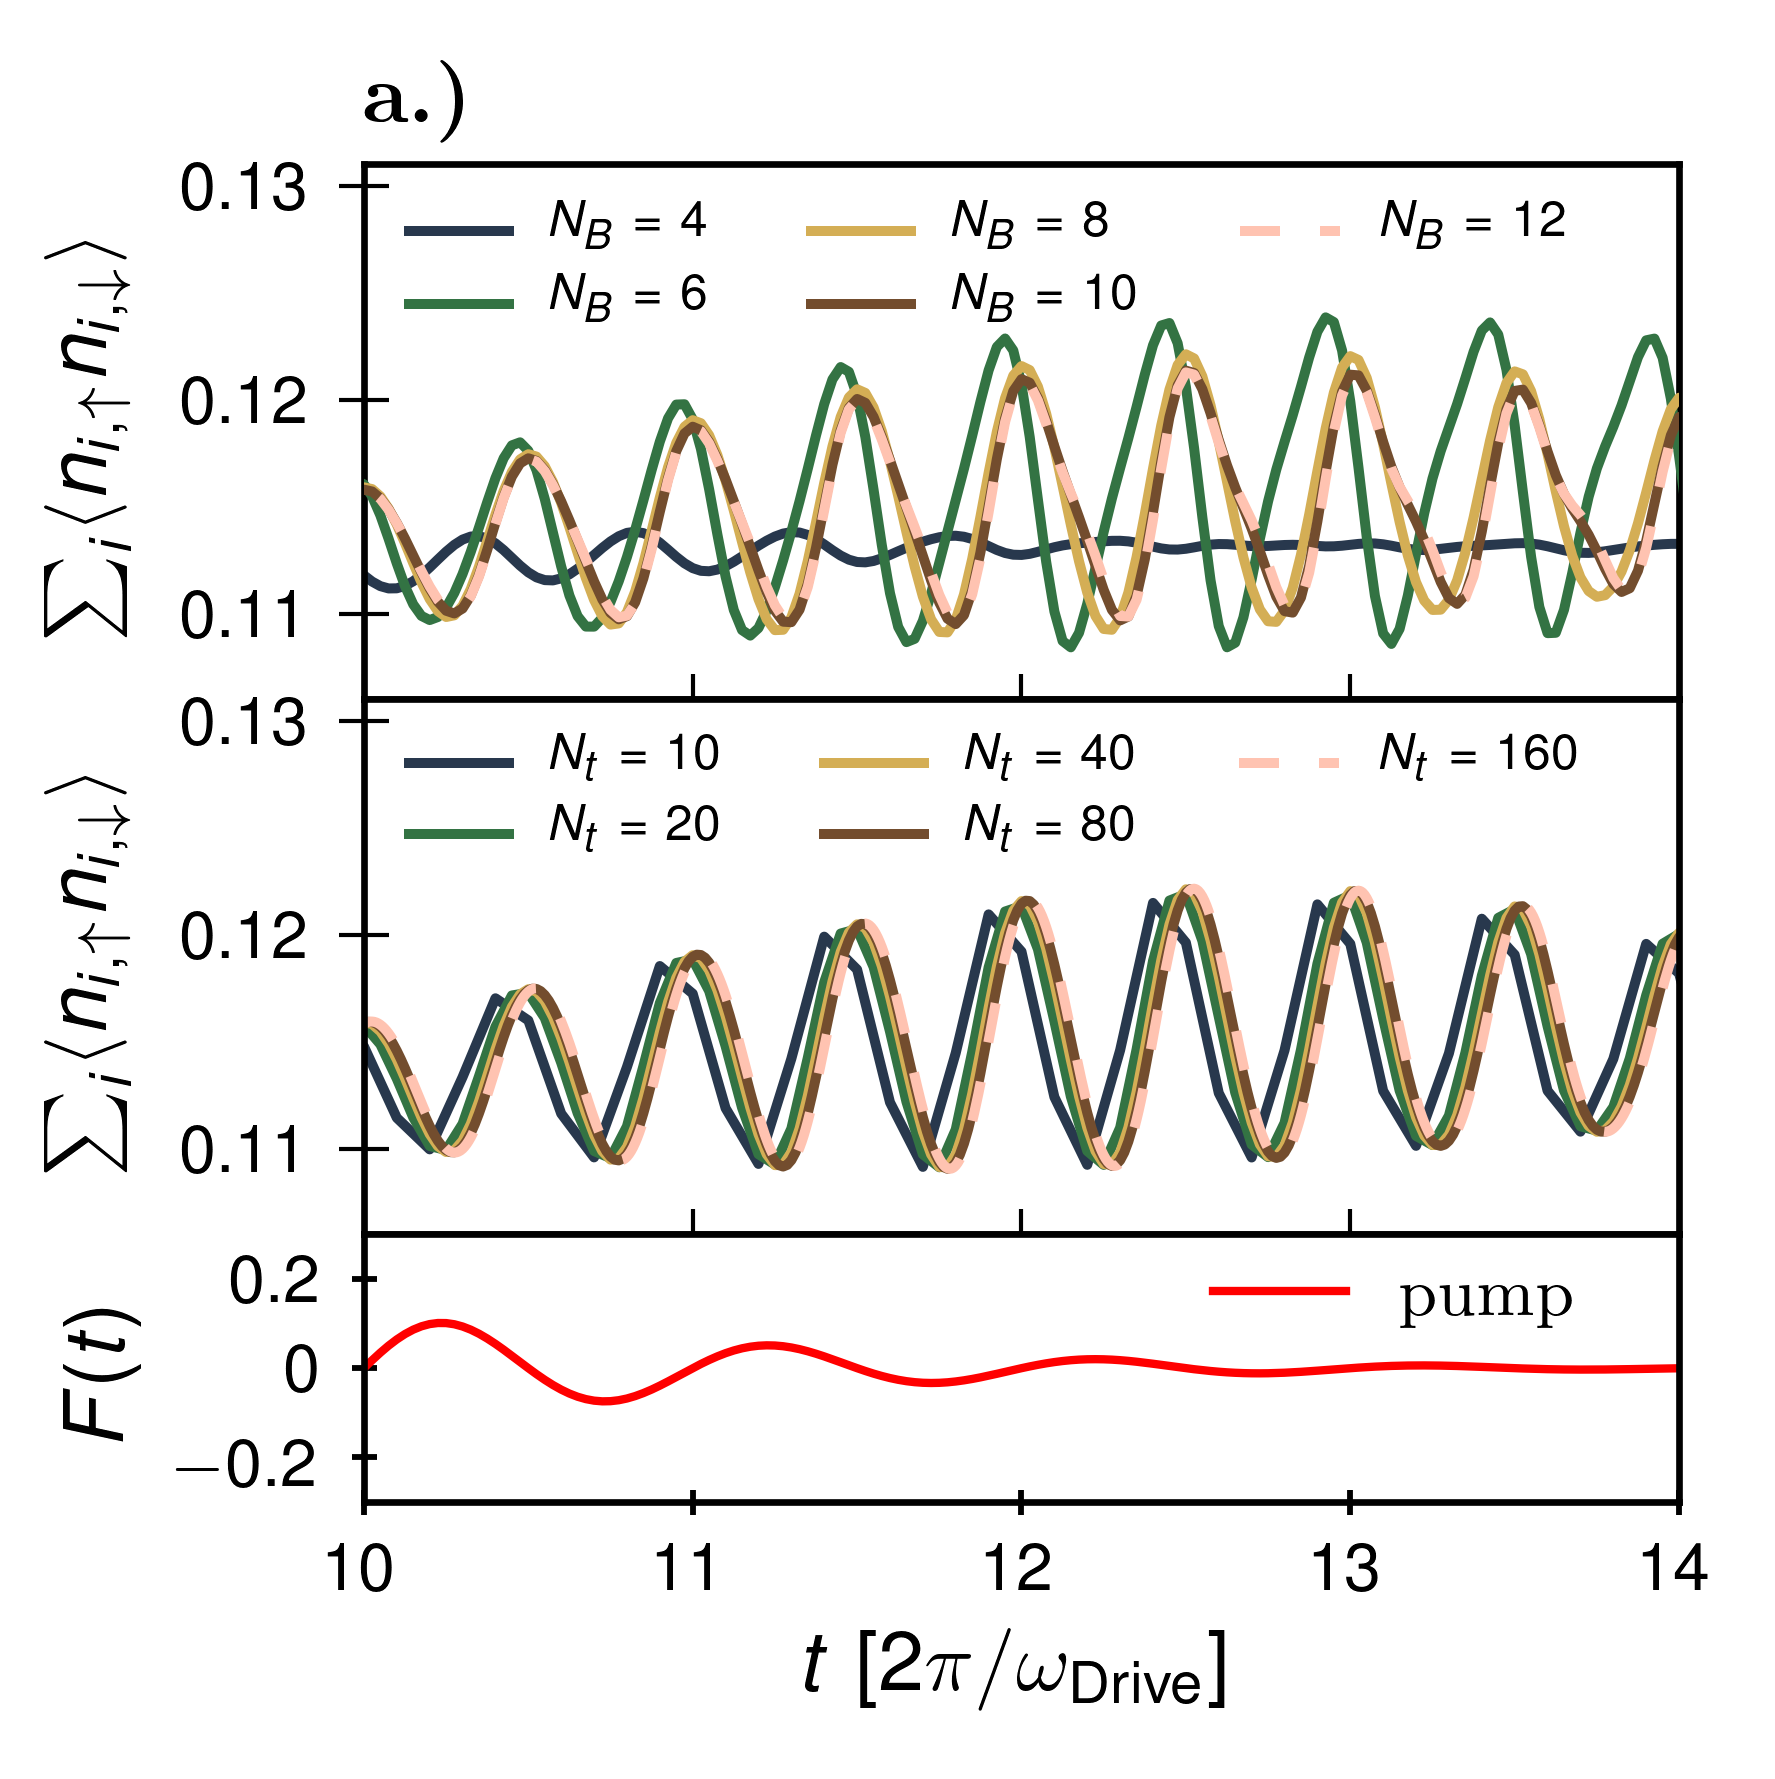 a.)
0.13
N_B = 4 N_B = 8 N_B = 12
N_B = 6 N_B = 10
0.12
0.11
∑_i⟨n_{i,↑}n_{i,↓}⟩
0.13
N_t = 10 N_t = 40 N_t = 160
N_t = 20 N_t = 80
0.12
0.11
∑_i⟨n_{i,↑}n_{i,↓}⟩
0.2
pump
0
−0.2
F(t)
10 11 12 13 14
t [2π/ω_Drive]